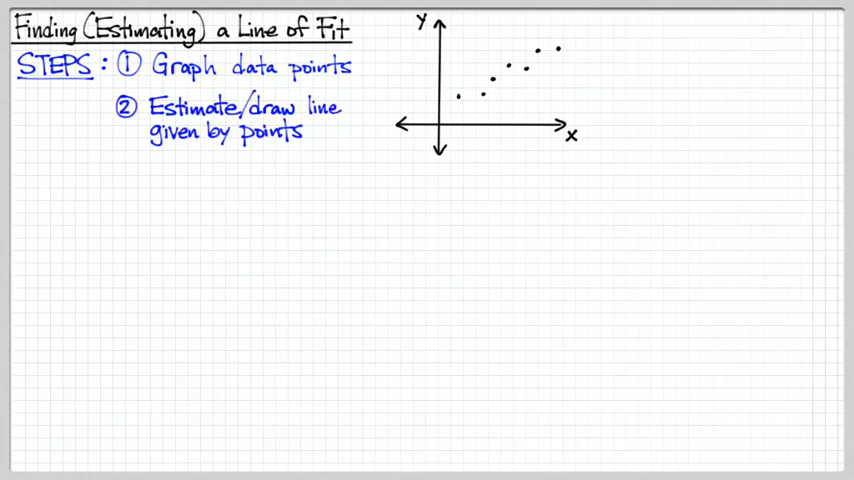 Finding (Estimating) a Line of Fit
STEPS: ① Graph data points
② Estimate/draw line
given by points
y
x